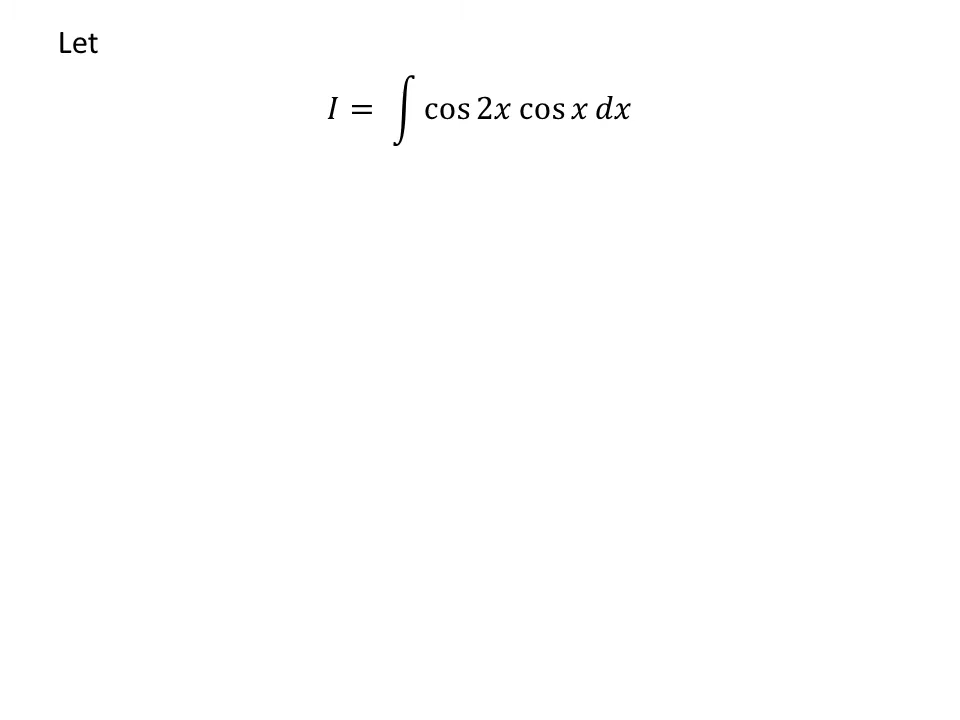 Let
𝐼 = ∫ cos 2𝑥 cos 𝑥 𝑑𝑥